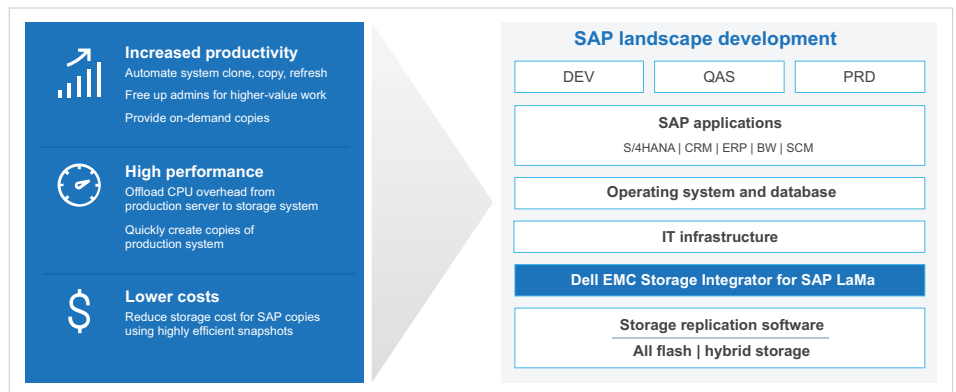 Increased productivity
Automate system clone, copy, refresh
Free up admins for higher-value work
Provide on-demand copies
High performance
Offload CPU overhead from
production server to storage system
Quickly create copies of
production system
$
Lower costs
Reduce storage cost for SAP copies
using highly efficient snapshots
SAP landscape development
DEV
QAS
PRD
SAP applications
S/4HANA | CRM | ERP | BW | SCM
Operating system and database
IT infrastructure
Dell EMC Storage Integrator for SAP LaMa
Storage replication software
All flash | hybrid storage